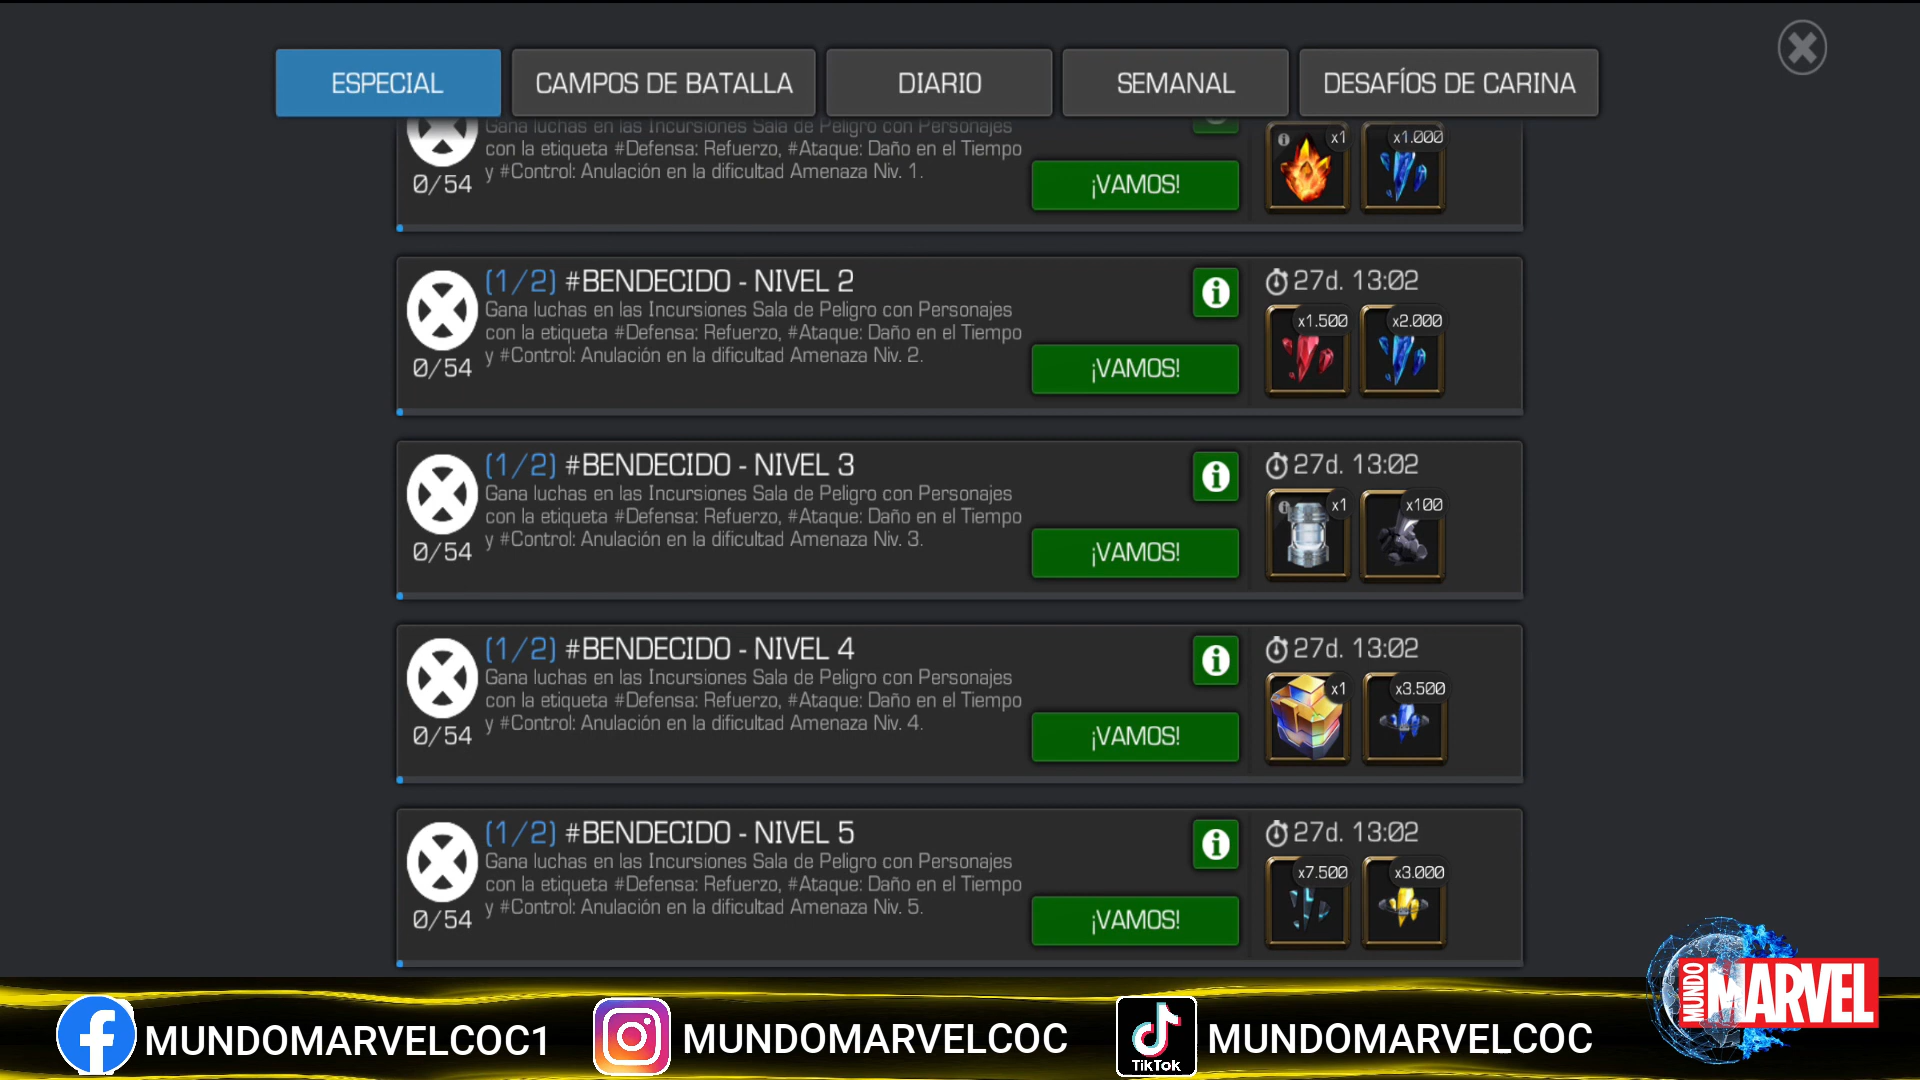 ESPECIAL
CAMPOS DE BATALLA
DIARIO
SEMANAL
DESAFÍOS DE CARINA
Gana luchas en las Incursiones Sala de Peligro con Personajes
con la etiqueta #Defensa: Refuerzo, #Ataque: Daño en el Tiempo
y #Control: Anulación en la dificultad Amenaza Niv. 1.
0/54
¡VAMOS!
x1
x1.000
(1/2) #BENDECIDO - NIVEL 2
Gana luchas en las Incursiones Sala de Peligro con Personajes
con la etiqueta #Defensa: Refuerzo, #Ataque: Daño en el Tiempo
y #Control: Anulación en la dificultad Amenaza Niv. 2.
0/54
¡VAMOS!
27d. 13:02
x1.500
x2.000
(1/2) #BENDECIDO - NIVEL 3
Gana luchas en las Incursiones Sala de Peligro con Personajes
con la etiqueta #Defensa: Refuerzo, #Ataque: Daño en el Tiempo
y #Control: Anulación en la dificultad Amenaza Niv. 3.
0/54
¡VAMOS!
27d. 13:02
x1
x100
(1/2) #BENDECIDO - NIVEL 4
Gana luchas en las Incursiones Sala de Peligro con Personajes
con la etiqueta #Defensa: Refuerzo, #Ataque: Daño en el Tiempo
y #Control: Anulación en la dificultad Amenaza Niv. 4.
0/54
¡VAMOS!
27d. 13:02
x1
x3.500
(1/2) #BENDECIDO - NIVEL 5
Gana luchas en las Incursiones Sala de Peligro con Personajes
con la etiqueta #Defensa: Refuerzo, #Ataque: Daño en el Tiempo
y #Control: Anulación en la dificultad Amenaza Niv. 5.
0/54
¡VAMOS!
27d. 13:02
x7.500
x3.000
MUNDOMARVELCOC1
MUNDOMARVELCOC
TikTok
MUNDOMARVELCOC
MUNDO
MARVEL